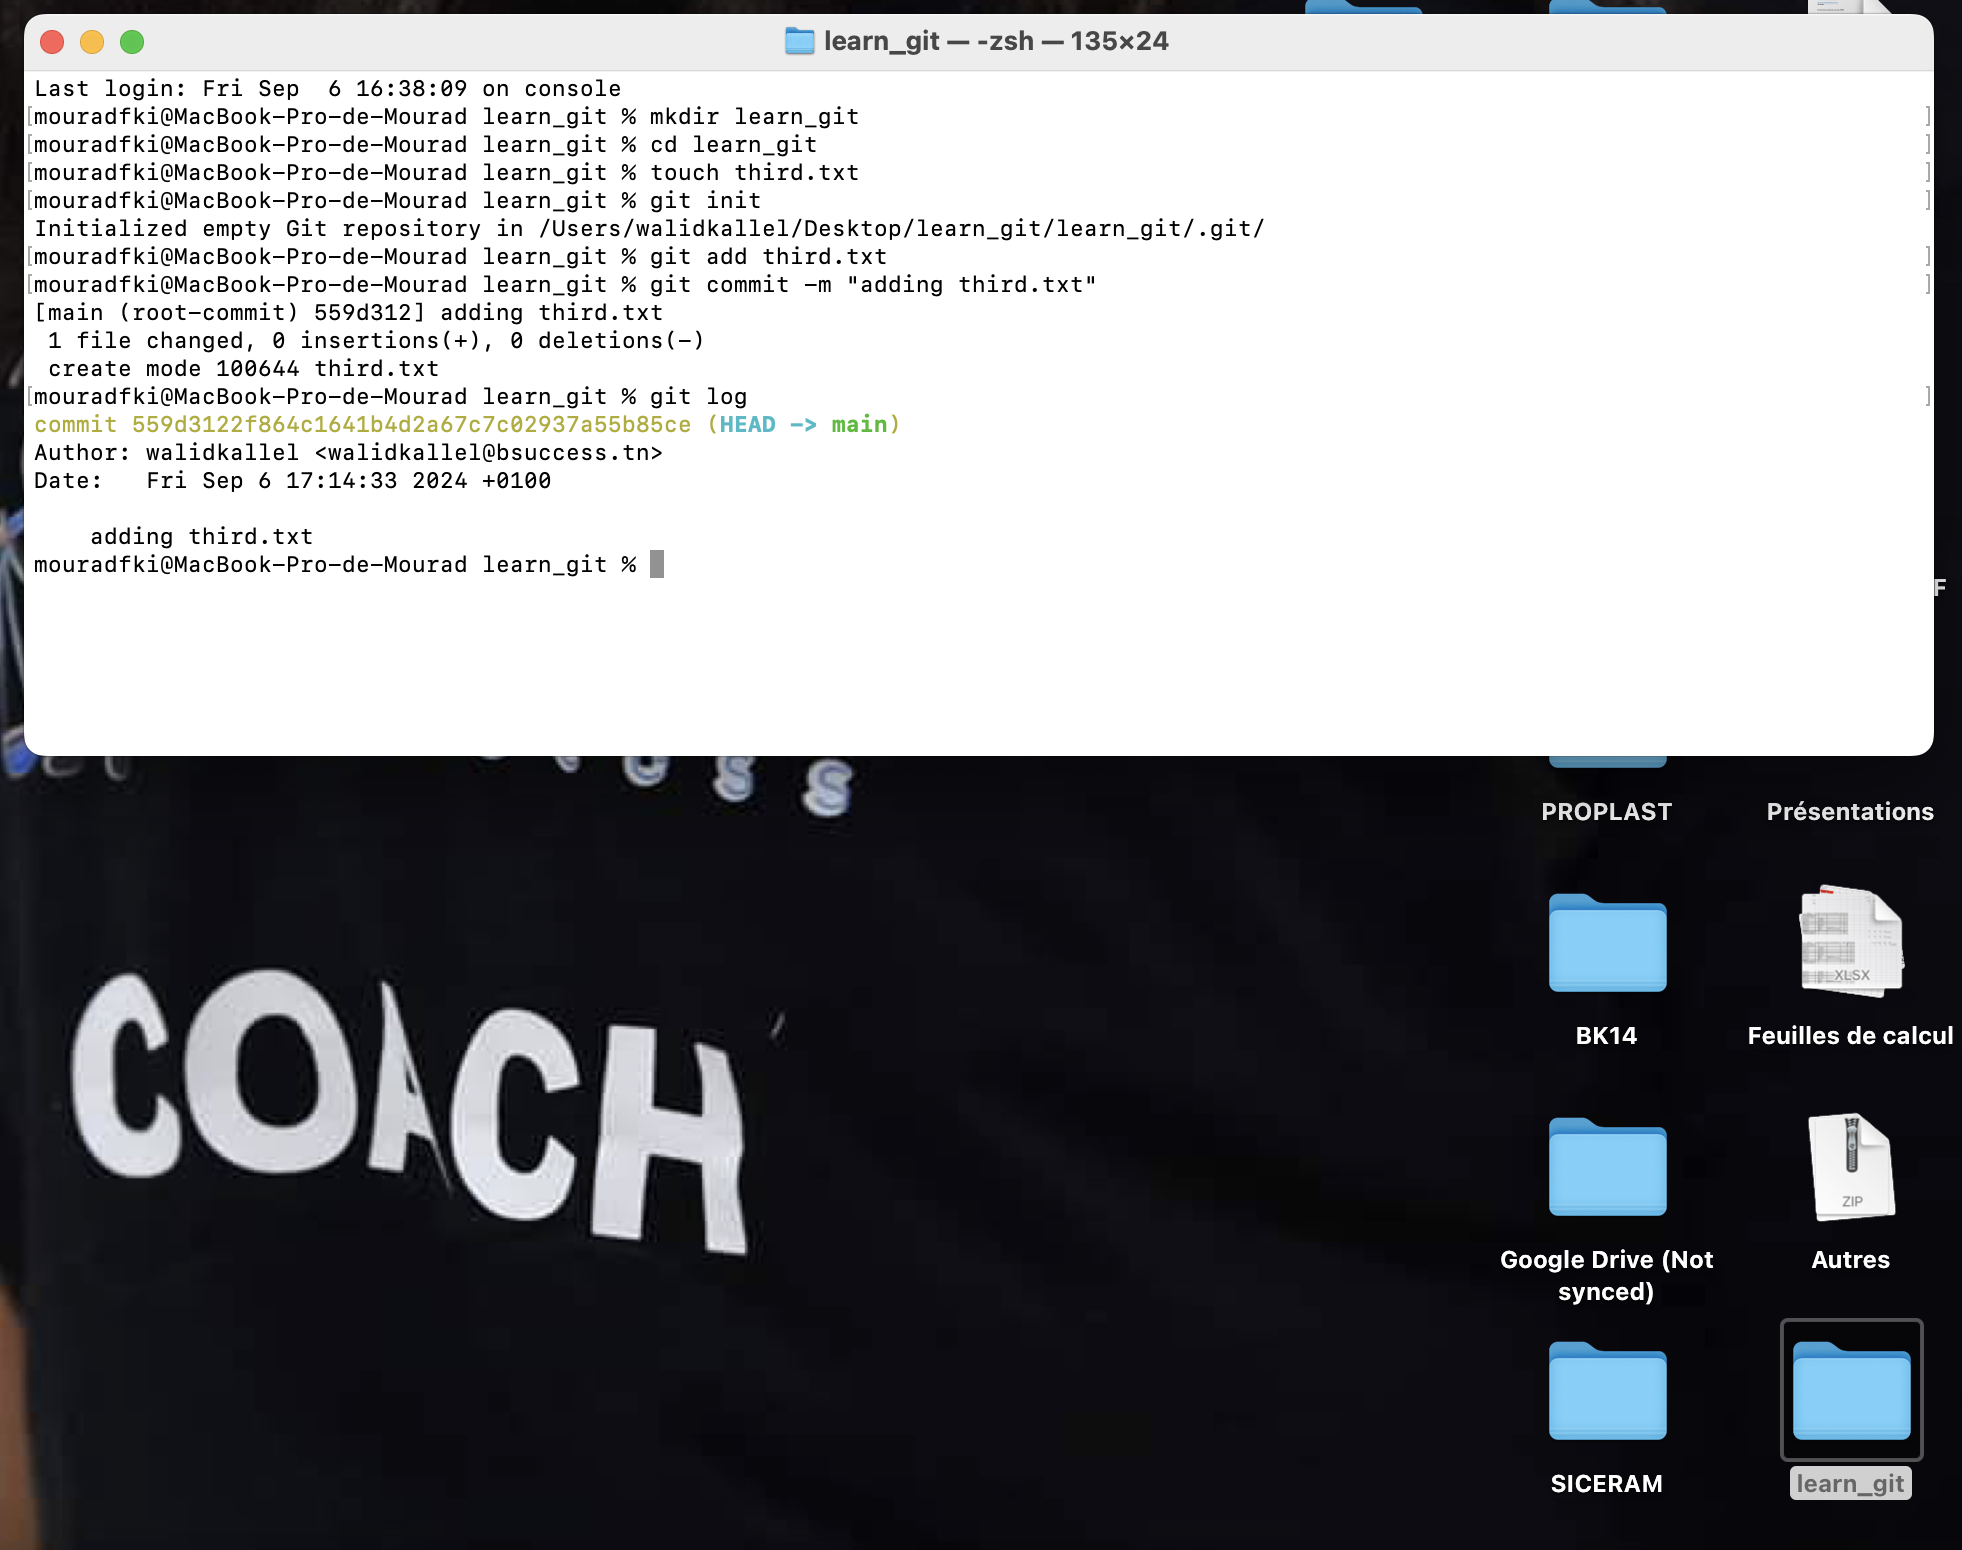 learn_git — -zsh — 135×24
Last login: Fri Sep  6 16:38:09 on console
[mouradfki@MacBook-Pro-de-Mourad learn_git % mkdir learn_git ]
[mouradfki@MacBook-Pro-de-Mourad learn_git % cd learn_git ]
[mouradfki@MacBook-Pro-de-Mourad learn_git % touch third.txt ]
[mouradfki@MacBook-Pro-de-Mourad learn_git % git init ]
Initialized empty Git repository in /Users/walidkallel/Desktop/learn_git/learn_git/.git/
[mouradfki@MacBook-Pro-de-Mourad learn_git % git add third.txt ]
[mouradfki@MacBook-Pro-de-Mourad learn_git % git commit -m "adding third.txt" ]
[main (root-commit) 559d312] adding third.txt
 1 file changed, 0 insertions(+), 0 deletions(-)
 create mode 100644 third.txt
[mouradfki@MacBook-Pro-de-Mourad learn_git % git log ]
commit 559d3122f864c1641b4d2a67c7c02937a55b85ce (HEAD -> main)
Author: walidkallel <walidkallel@bsuccess.tn>
Date:   Fri Sep 6 17:14:33 2024 +0100
    adding third.txt
mouradfki@MacBook-Pro-de-Mourad learn_git %
F
PROPLAST
Présentations
COACH
XLSX
BK14
Feuilles de calcul
ZIP
Google Drive (Not
synced)
Autres
SICERAM
learn_git